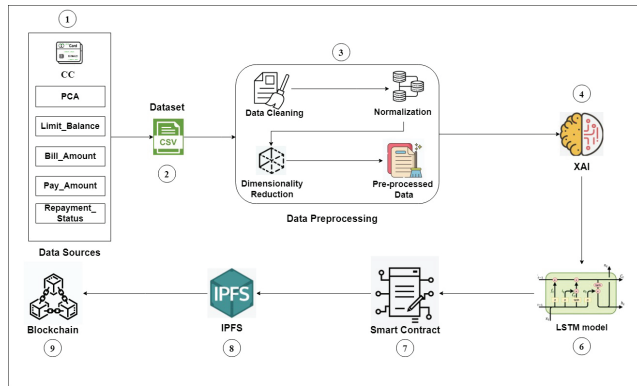 1
Card
CC
PCA
Limit_Balance
Bill_Amount
Pay_Amount
Repayment_
Status
Data Sources
Dataset
CSV
2
3
Data Cleaning
Normalization
Dimensionality
Reduction
Pre-processed
Data
Data Preprocessing
4
XAI
LSTM model
6
Smart Contract
7
IPFS
IPFS
8
Blockchain
9